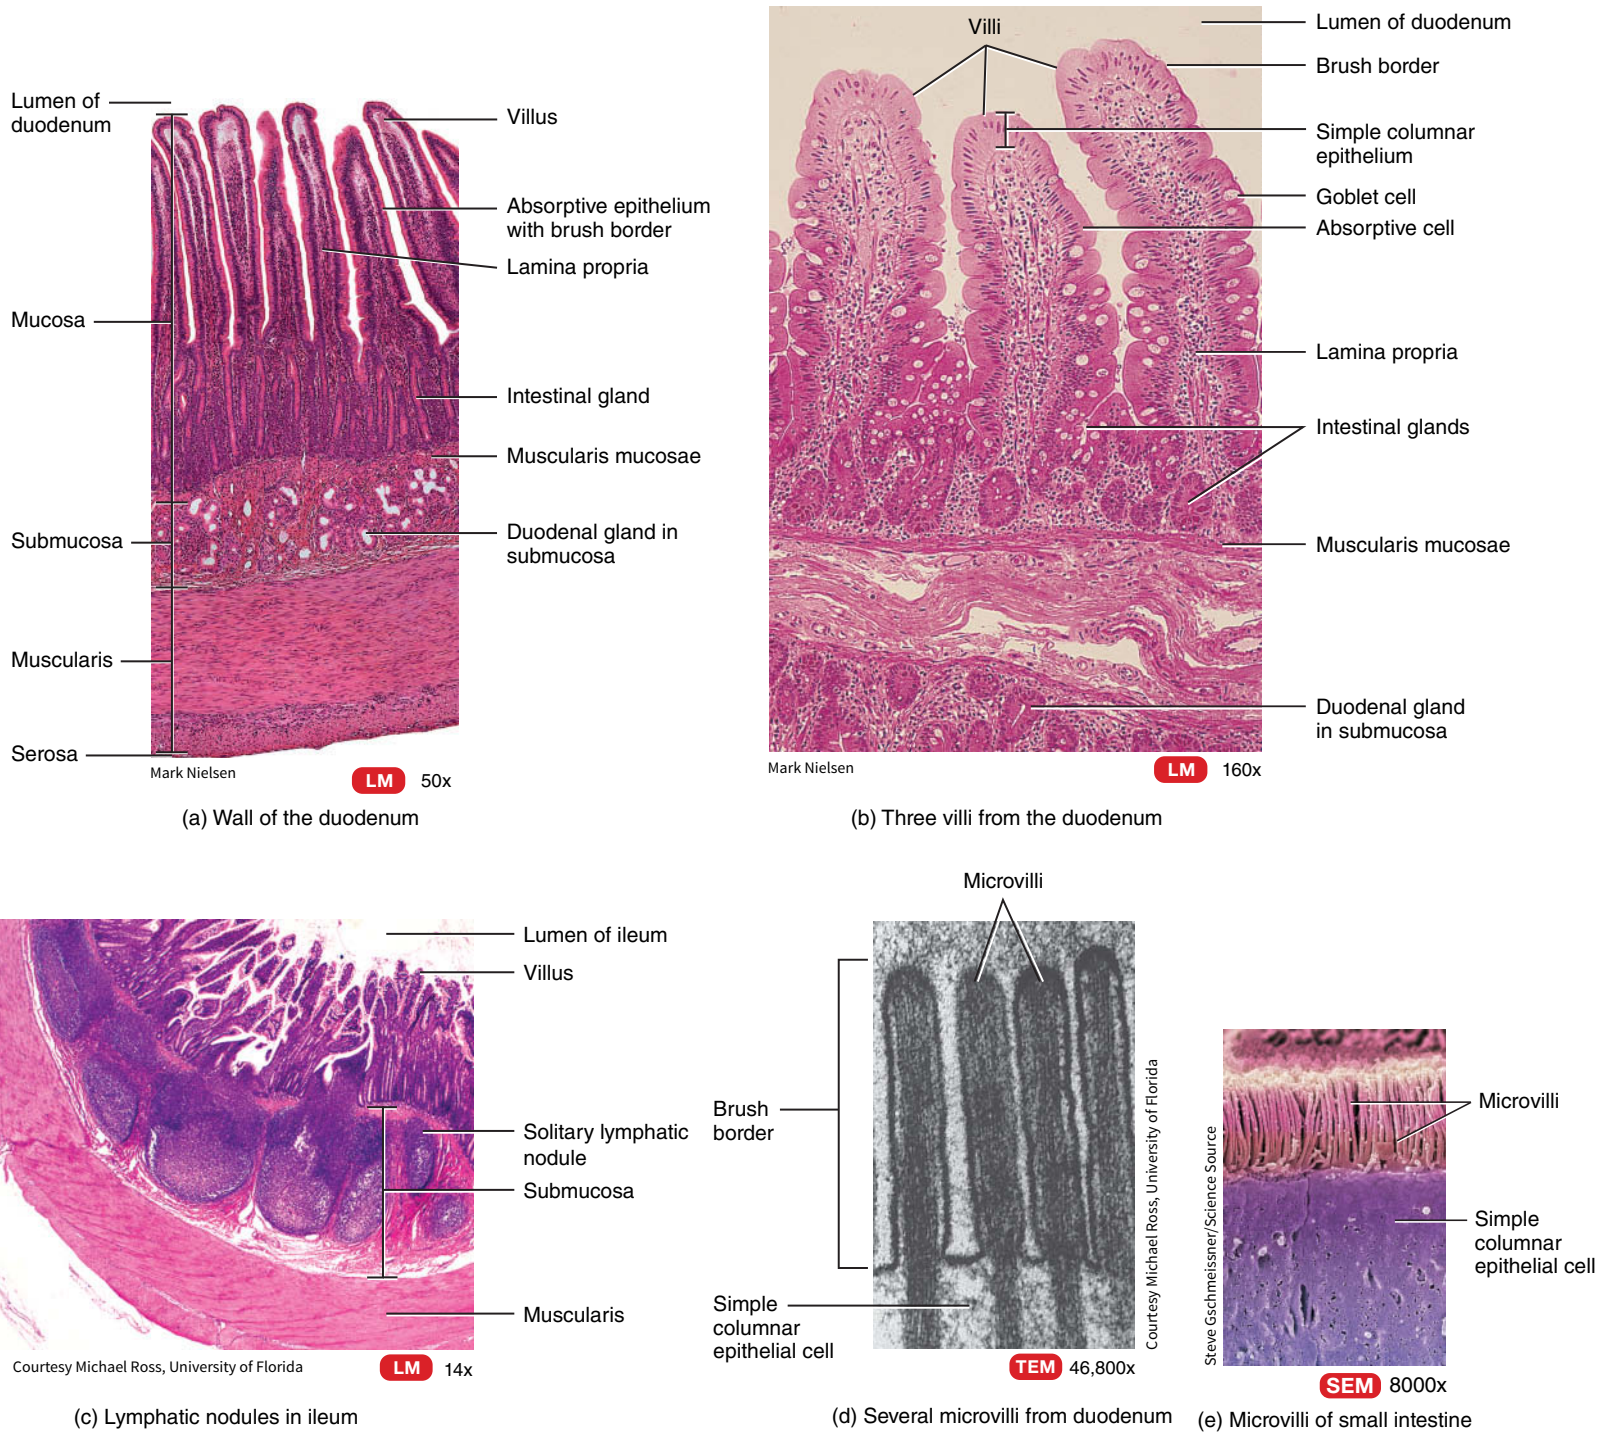 Lumen of
duodenum
Mucosa
Submucosa
Muscularis
Serosa
Villus
Absorptive epithelium
with brush border
Lamina propria
Intestinal gland
Muscularis mucosae
Duodenal gland in
submucosa
Mark Nielsen
LM 50x
(a) Wall of the duodenum
Villi
Lumen of duodenum
Brush border
Simple columnar
epithelium
Goblet cell
Absorptive cell
Lamina propria
Intestinal glands
Muscularis mucosae
Duodenal gland
in submucosa
Mark Nielsen
LM 160x
(b) Three villi from the duodenum
Lumen of ileum
Villus
Solitary lymphatic
nodule
Submucosa
Muscularis
Courtesy Michael Ross, University of Florida
LM 14x
(c) Lymphatic nodules in ileum
Microvilli
Brush
border
Simple
columnar
epithelial cell
Courtesy Michael Ross, University of Florida
TEM 46,800x
(d) Several microvilli from duodenum
Steve Gschmeissner/Science Source
Microvilli
Simple
columnar
epithelial cell
SEM 8000x
(e) Microvilli of small intestine